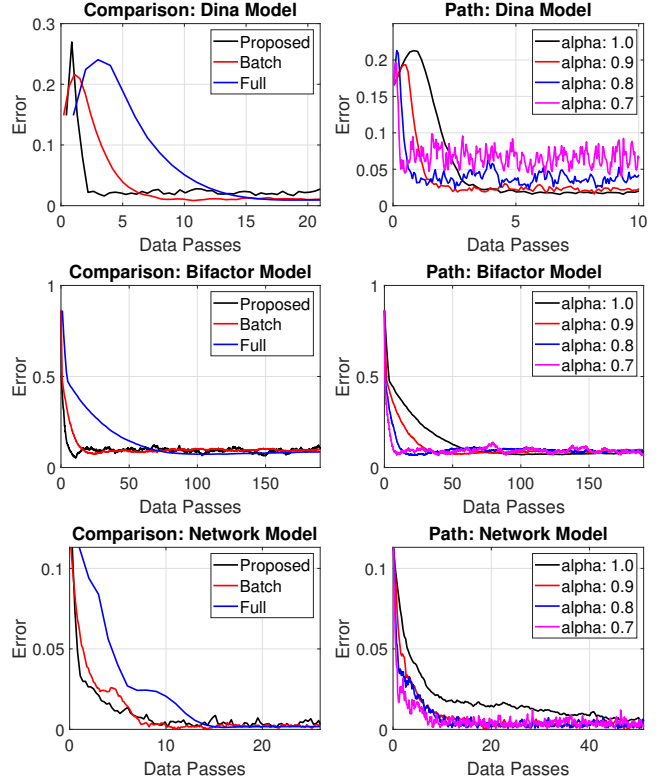 Comparison: Dina Model
0.3
0.2
0.1
0
Error
Proposed
Batch
Full
0
5
10
15
20
Data Passes
Path: Dina Model
0.2
0.15
0.1
0.05
0
Error
alpha: 1.0
alpha: 0.9
alpha: 0.8
alpha: 0.7
0
5
10
Data Passes
Comparison: Bifactor Model
1
0.5
0
Error
Proposed
Batch
Full
0
50
100
150
Data Passes
Path: Bifactor Model
1
0.5
0
Error
alpha: 1.0
alpha: 0.9
alpha: 0.8
alpha: 0.7
0
50
100
150
Data Passes
Comparison: Network Model
0.1
0.05
0
Error
Proposed
Batch
Full
0
10
20
Data Passes
Path: Network Model
0.1
0.05
0
Error
alpha: 1.0
alpha: 0.9
alpha: 0.8
alpha: 0.7
0
20
40
Data Passes